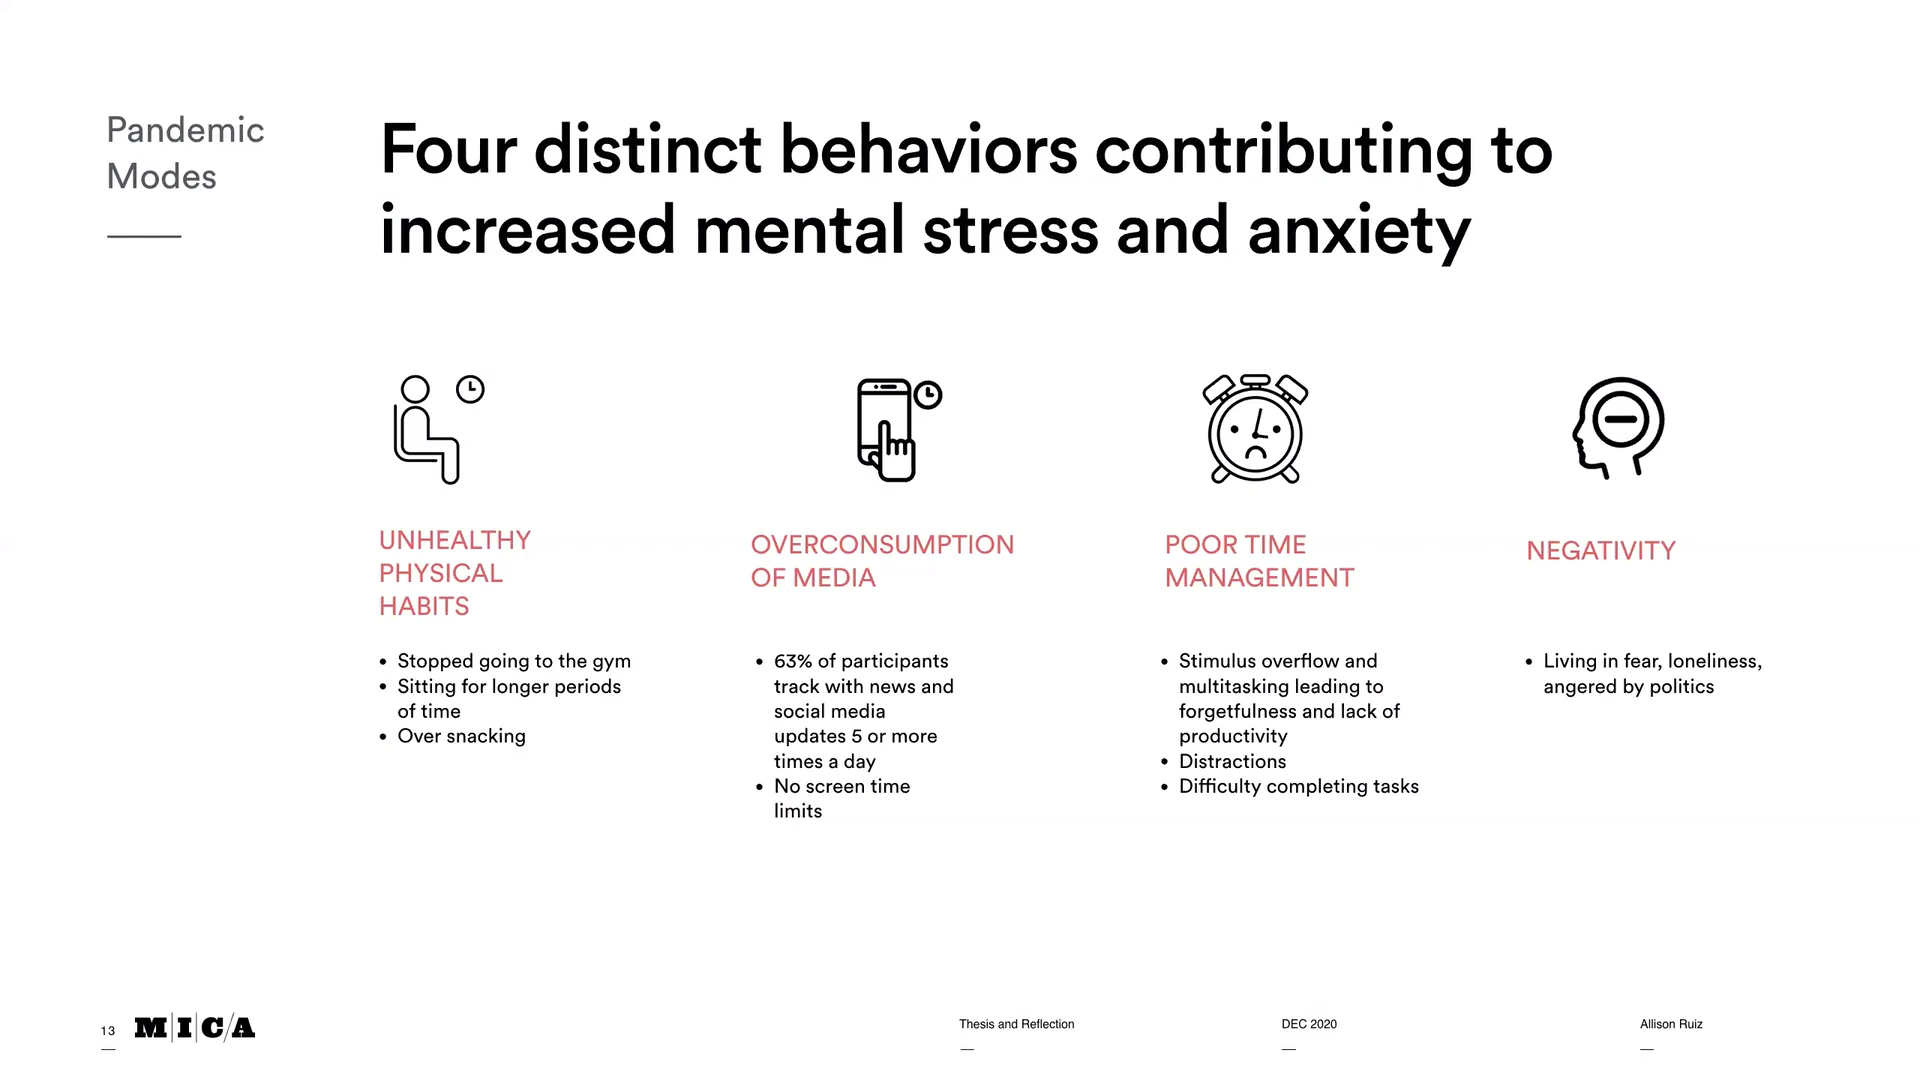 Pandemic
Modes
Four distinct behaviors contributing to
increased mental stress and anxiety
UNHEALTHY
PHYSICAL
HABITS
• Stopped going to the gym
• Sitting for longer periods
of time
• Over snacking
OVERCONSUMPTION
OF MEDIA
• 63% of participants
track with news and
social media
updates 5 or more
times a day
• No screen time
limits
POOR TIME
MANAGEMENT
• Stimulus overflow and
multitasking leading to
forgetfulness and lack of
productivity
• Distractions
• Difficulty completing tasks
NEGATIVITY
• Living in fear, loneliness,
angered by politics
13
MICA
Thesis and Reflection
DEC 2020
Allison Ruiz